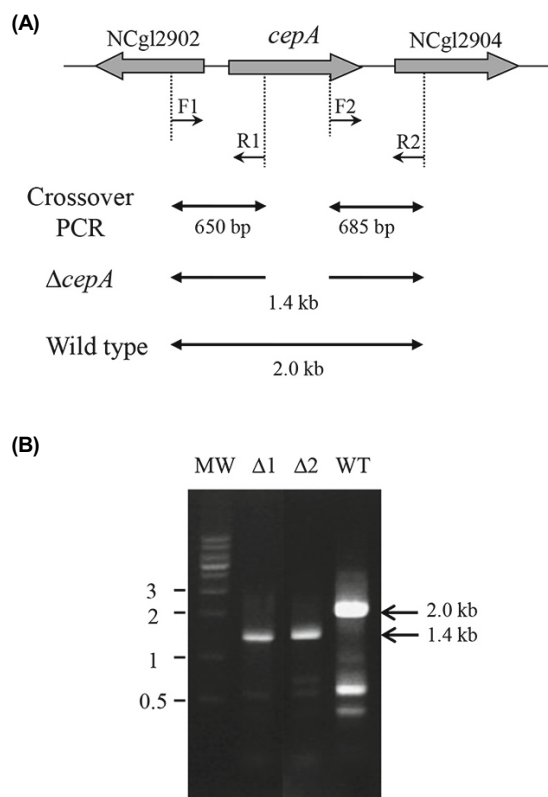 (A)
NCgl2902 cepA NCgl2904
F1 F2
R1 R2
Crossover
PCR
650 bp 685 bp
ΔcepA
1.4 kb
Wild type
2.0 kb
(B)
MW Δ1 Δ2 WT
3
2
2.0 kb
1.4 kb
1
0.5